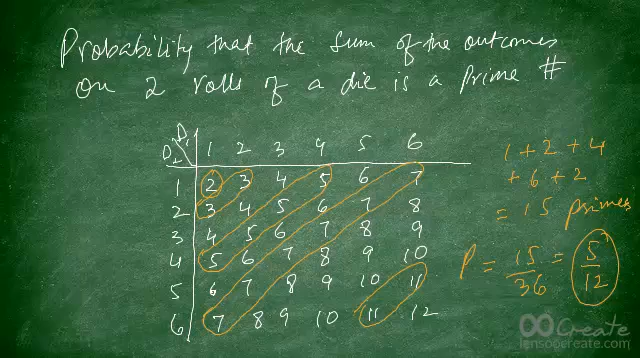 Probability that the sum of the outcomes
on 2 rolls of a die is a prime #
D₁
D₂ 1 2 3 4 5 6
1 2 3 4 5 6 7
2 3 4 5 6 7 8
3 4 5 6 7 8 9
4 5 6 7 8 9 10
5 6 7 8 9 10 11
6 7 8 9 10 11 12
1 + 2 + 4
+ 6 + 2
= 15 primes
P = 15/36 = 5/12
Create
lensoocreate.com